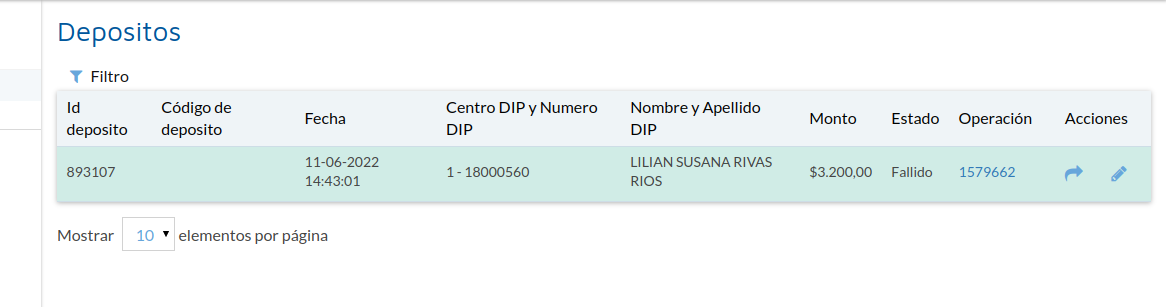 Depositos
Filtro
Id deposito
Código de deposito
Fecha
Centro DIP y Numero DIP
Nombre y Apellido DIP
Monto
Estado
Operación
Acciones
893107
11-06-2022
14:43:01
1 - 18000560
LILIAN SUSANA RIVAS
RIOS
$3.200,00
Fallido
1579662
Mostrar 10 elementos por página